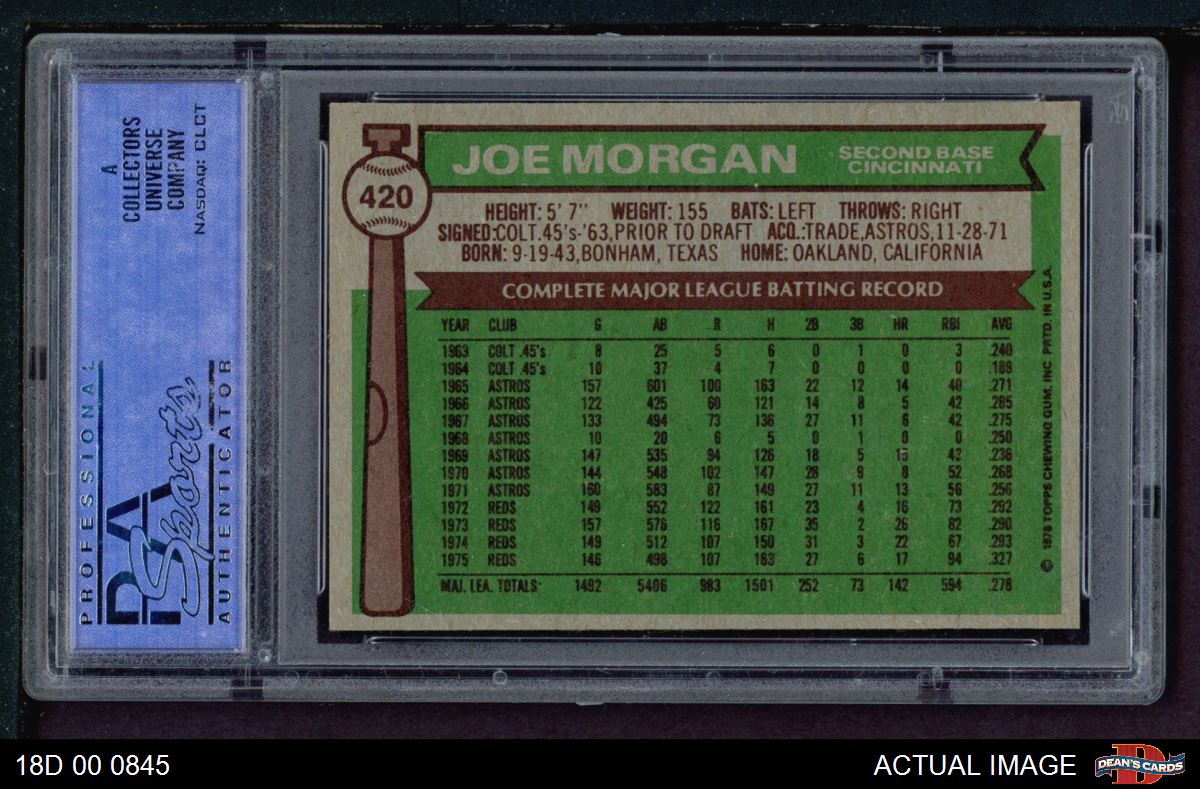 A
COLLECTORS
UNIVERSE
COMPANY
NASDAQ: CLCT
PROFESSIONAL
PSA
Sports
AUTHENTICATOR
420
JOE MORGAN
SECOND BASE
CINCINNATI
HEIGHT: 5' 7" WEIGHT: 155 BATS: LEFT THROWS: RIGHT
SIGNED:COLT.45's-'63,PRIOR TO DRAFT ACQ.:TRADE,ASTROS,11-28-71
BORN: 9-19-43,BONHAM, TEXAS HOME: OAKLAND, CALIFORNIA
COMPLETE MAJOR LEAGUE BATTING RECORD
YEAR CLUB G AB R H 2B 3B HR RBI AVG
1963 COLT .45's 8 25 5 6 0 1 0 3 .240
1964 COLT .45's 10 37 4 7 0 0 0 0 .189
1965 ASTROS 157 601 100 163 22 12 14 40 .271
1966 ASTROS 122 425 60 121 14 8 5 42 .285
1967 ASTROS 133 494 73 136 27 11 6 42 .275
1968 ASTROS 10 20 6 5 0 1 0 0 .250
1969 ASTROS 147 535 94 126 18 5 15 43 .236
1970 ASTROS 144 548 102 147 28 9 8 52 .268
1971 ASTROS 160 583 87 149 27 11 13 56 .256
1972 REDS 149 552 122 161 23 4 16 73 .292
1973 REDS 157 576 116 167 35 2 26 82 .290
1974 REDS 149 512 107 150 31 3 22 67 .293
1975 REDS 146 498 107 163 27 6 17 94 .327
MAJ. LEA. TOTALS 1492 5406 983 1501 252 73 142 594 .278
© 1976 TOPPS CHEWING GUM, INC. PRTD. IN U.S.A.
18D 00 0845
ACTUAL IMAGE
D
DEAN'S CARDS